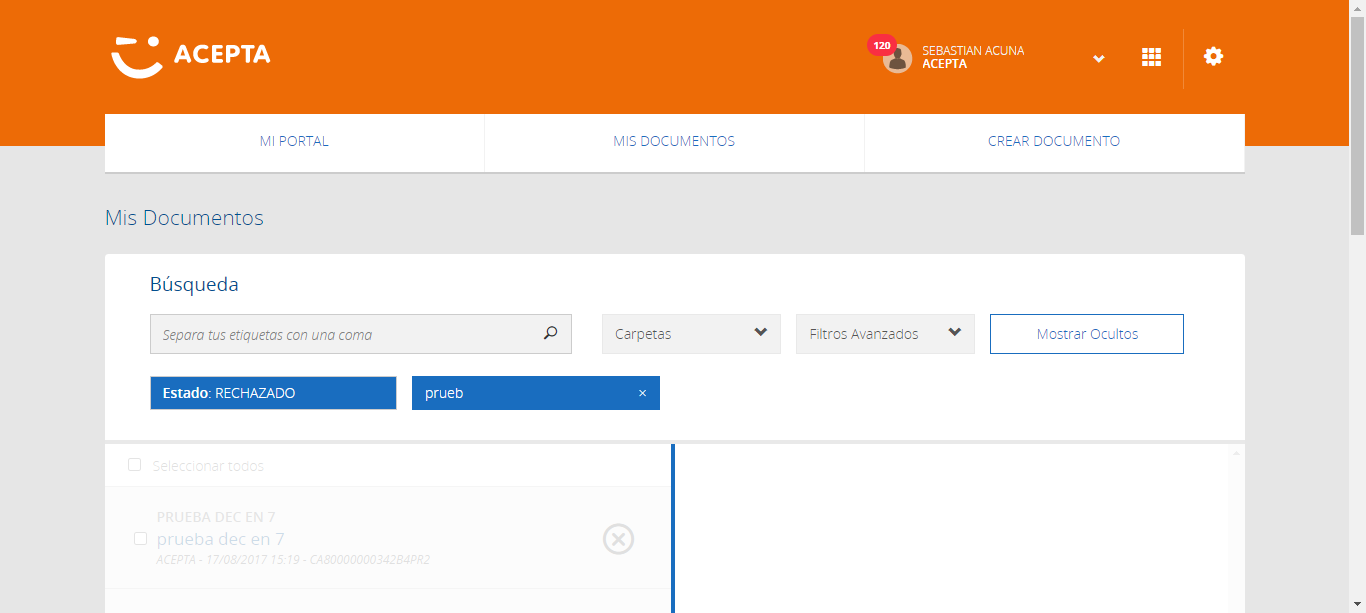 ACEPTA
120
SEBASTIAN ACUNA
ACEPTA
MI PORTAL
MIS DOCUMENTOS
CREAR DOCUMENTO
Mis Documentos
Búsqueda
Separa tus etiquetas con una coma
Carpetas
Filtros Avanzados
Mostrar Ocultos
Estado: RECHAZADO
prueb ×
Seleccionar todos
PRUEBA DEC EN 7
prueba dec en 7
ACEPTA - 17/08/2017 15:19 - CA80000000342B4PR2